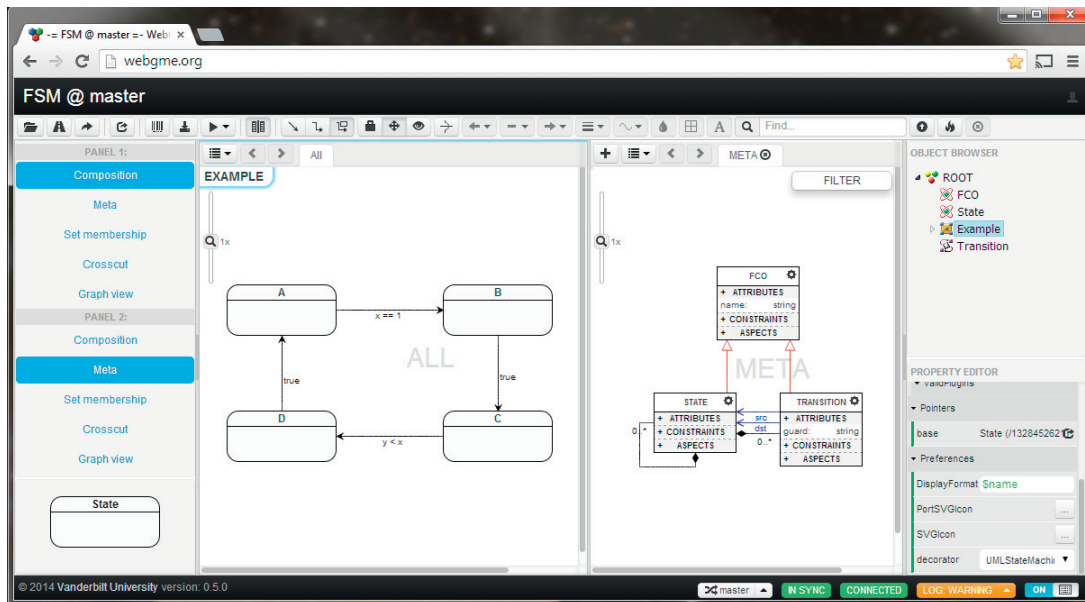 -= FSM @ master =- Web
webgme.org
FSM @ master
Find...
PANEL 1:
Composition
Meta
Set membership
Crosscut
Graph view
PANEL 2:
Composition
Meta
Set membership
Crosscut
Graph view
State
All
EXAMPLE
1x
ALL
A
B
C
D
x == 1
true
y < x
true
META
FILTER
1x
META
FCO
+ ATTRIBUTES
name: string
+ CONSTRAINTS
+ ASPECTS
STATE
+ ATTRIBUTES
+ CONSTRAINTS
+ ASPECTS
0..*
src
dst
0..*
TRANSITION
+ ATTRIBUTES
guard: string
+ CONSTRAINTS
+ ASPECTS
OBJECT BROWSER
ROOT
FCO
State
Example
Transition
PROPERTY EDITOR
validPlugins
Pointers
base State (/132845262
Preferences
DisplayFormat $name
PortSVGIcon ...
SVGIcon ...
decorator UMLStateMachi
© 2014 Vanderbilt University version: 0.5.0
master
IN SYNC
CONNECTED
LOG: WARNING
ON